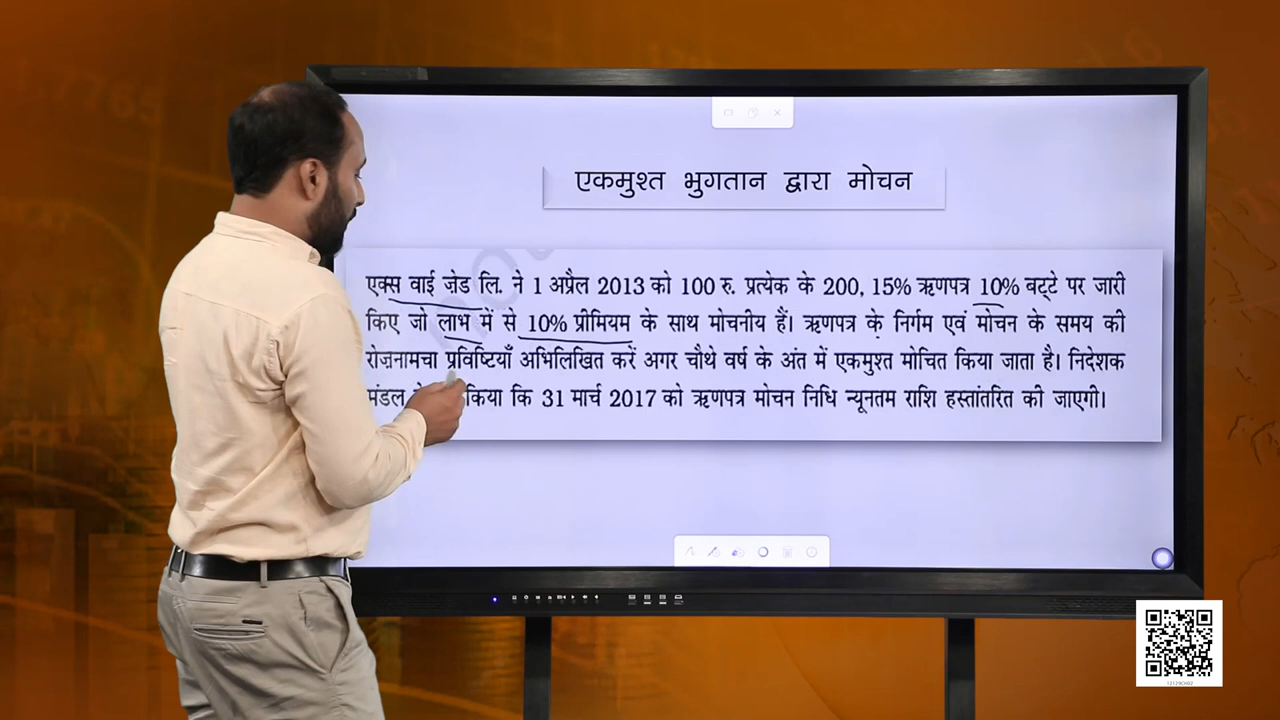 एकमुश्त भुगतान द्वारा मोचन
एक्स वाई ज़ेड लि. ने 1 अप्रैल 2013 को 100 रु. प्रत्येक के 200, 15% ऋणपत्र 10% बट्टे पर जारी
किए जो लाभ में से 10% प्रीमियम के साथ मोचनीय हैं। ऋणपत्र के निर्गम एवं मोचन के समय की
रोजनामचा प्रविष्टियाँ अभिलिखित करें अगर चौथे वर्ष के अंत में एकमुश्त मोचित किया जाता है। निदेशक
मंडल किया कि 31 मार्च 2017 को ऋणपत्र मोचन निधि न्यूनतम राशि हस्तांतरित की जाएगी।
12129CH02